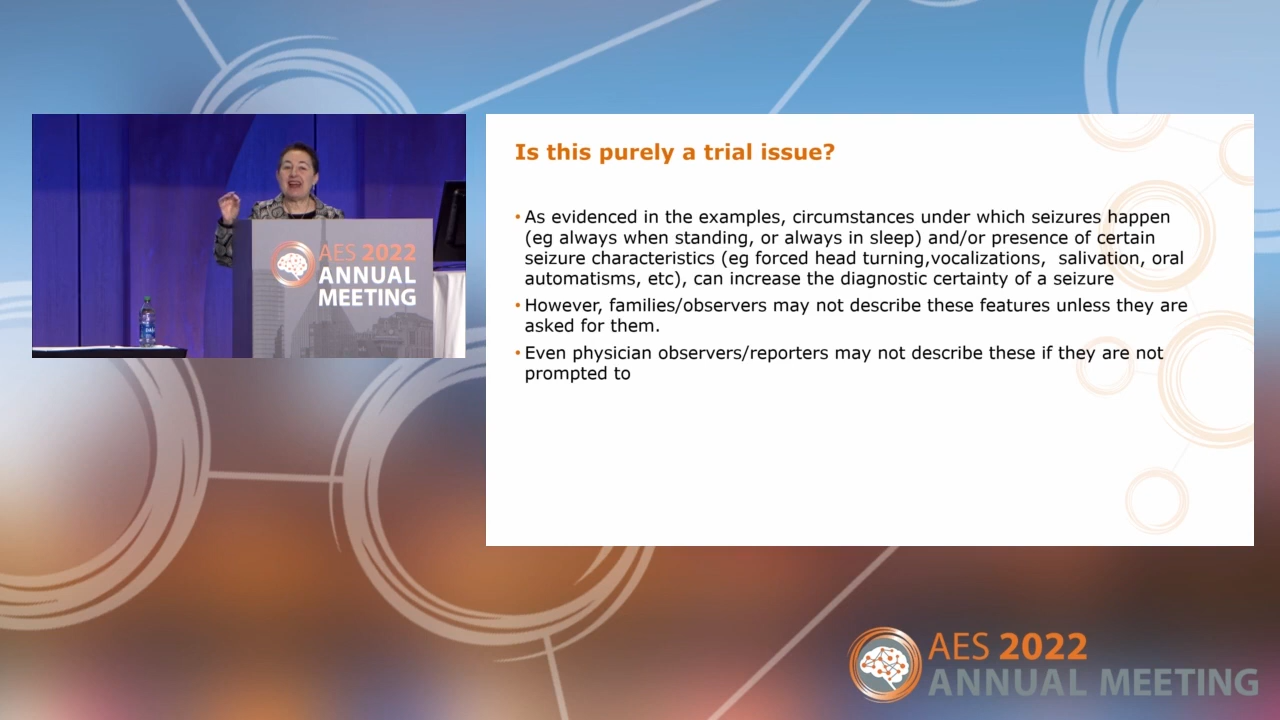 AES 2022
ANNUAL
MEETING
Is this purely a trial issue?
• As evidenced in the examples, circumstances under which seizures happen
(eg always when standing, or always in sleep) and/or presence of certain
seizure characteristics (eg forced head turning,vocalizations,  salivation, oral
automatisms, etc), can increase the diagnostic certainty of a seizure
• However, families/observers may not describe these features unless they are
asked for them.
• Even physician observers/reporters may not describe these if they are not
prompted to
AES 2022
ANNUAL MEETING